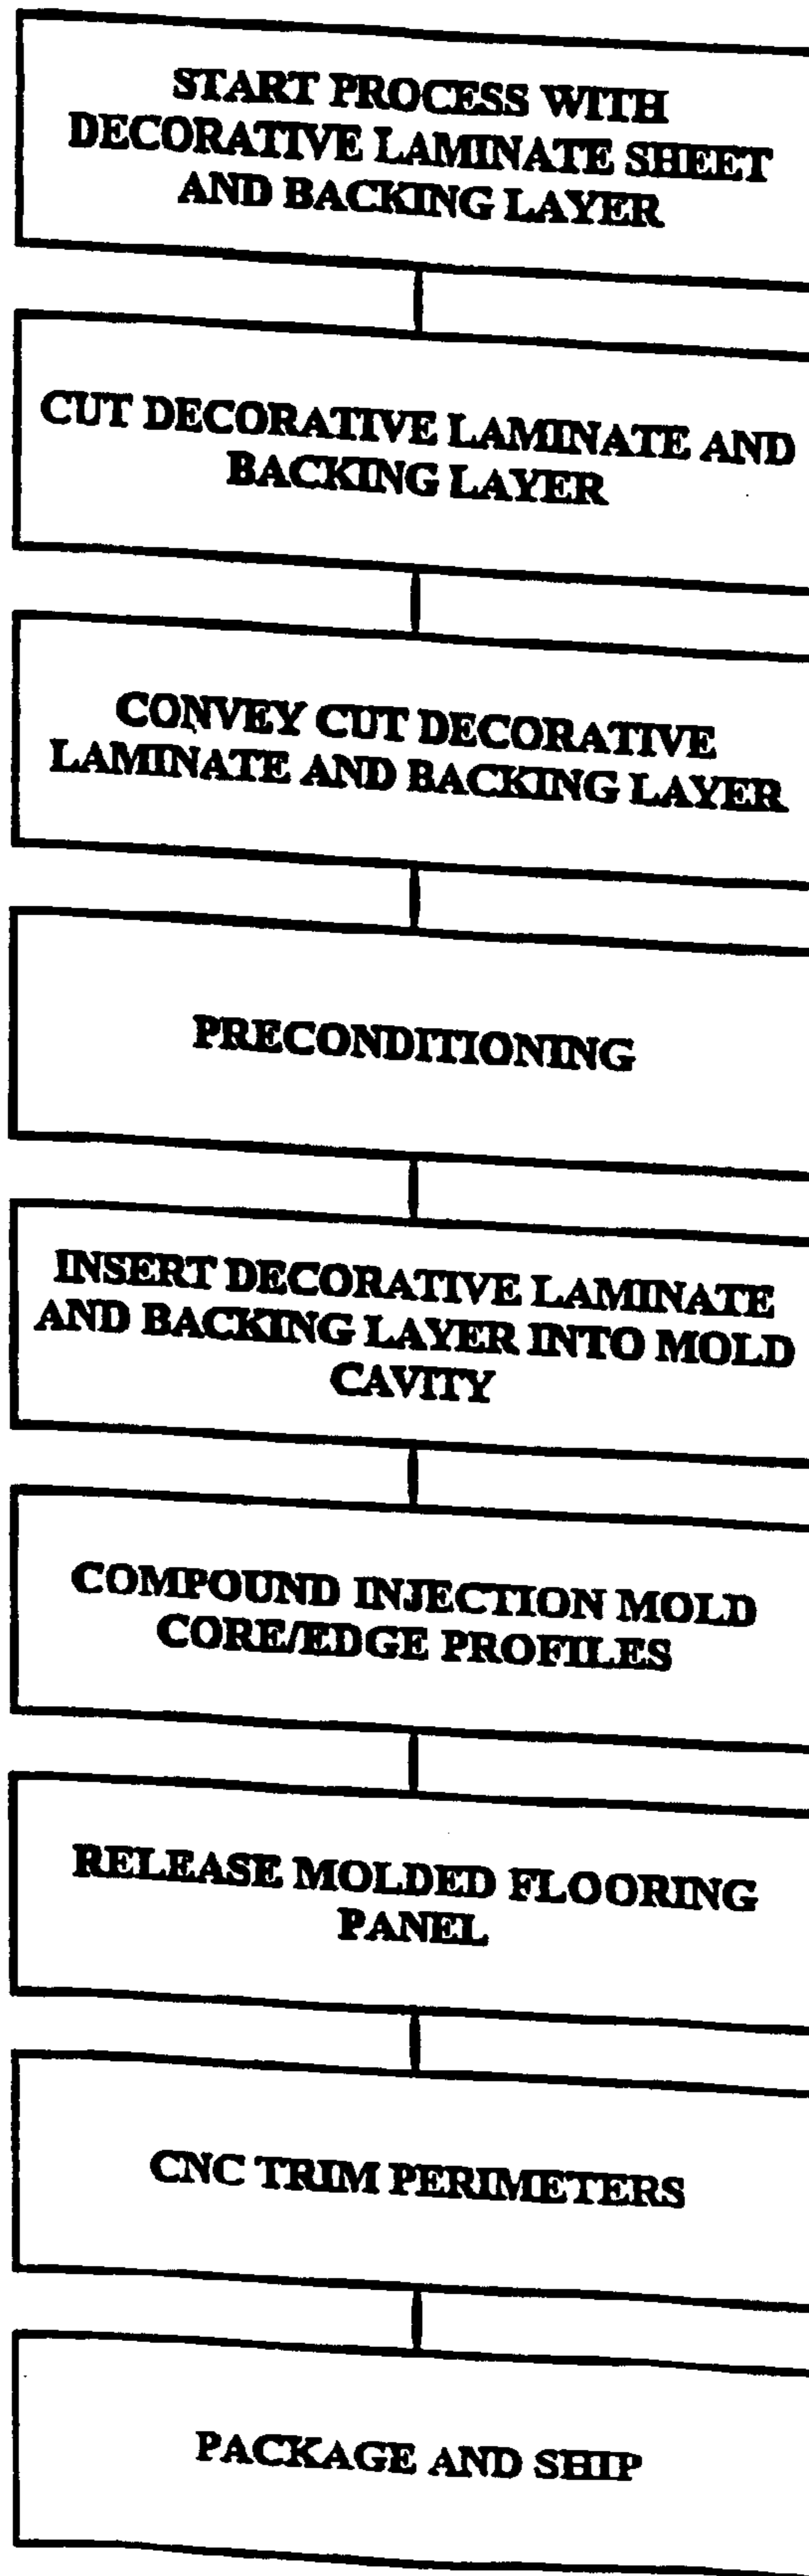 START PROCESS WITH
DECORATIVE LAMINATE SHEET
AND BACKING LAYER
CUT DECORATIVE LAMINATE AND
BACKING LAYER
CONVEY CUT DECORATIVE
LAMINATE AND BACKING LAYER
PRECONDITIONING
INSERT DECORATIVE LAMINATE
AND BACKING LAYER INTO MOLD
CAVITY
COMPOUND INJECTION MOLD
CORE/EDGE PROFILES
RELEASE MOLDED FLOORING
PANEL
CNC TRIM PERIMETERS
PACKAGE AND SHIP